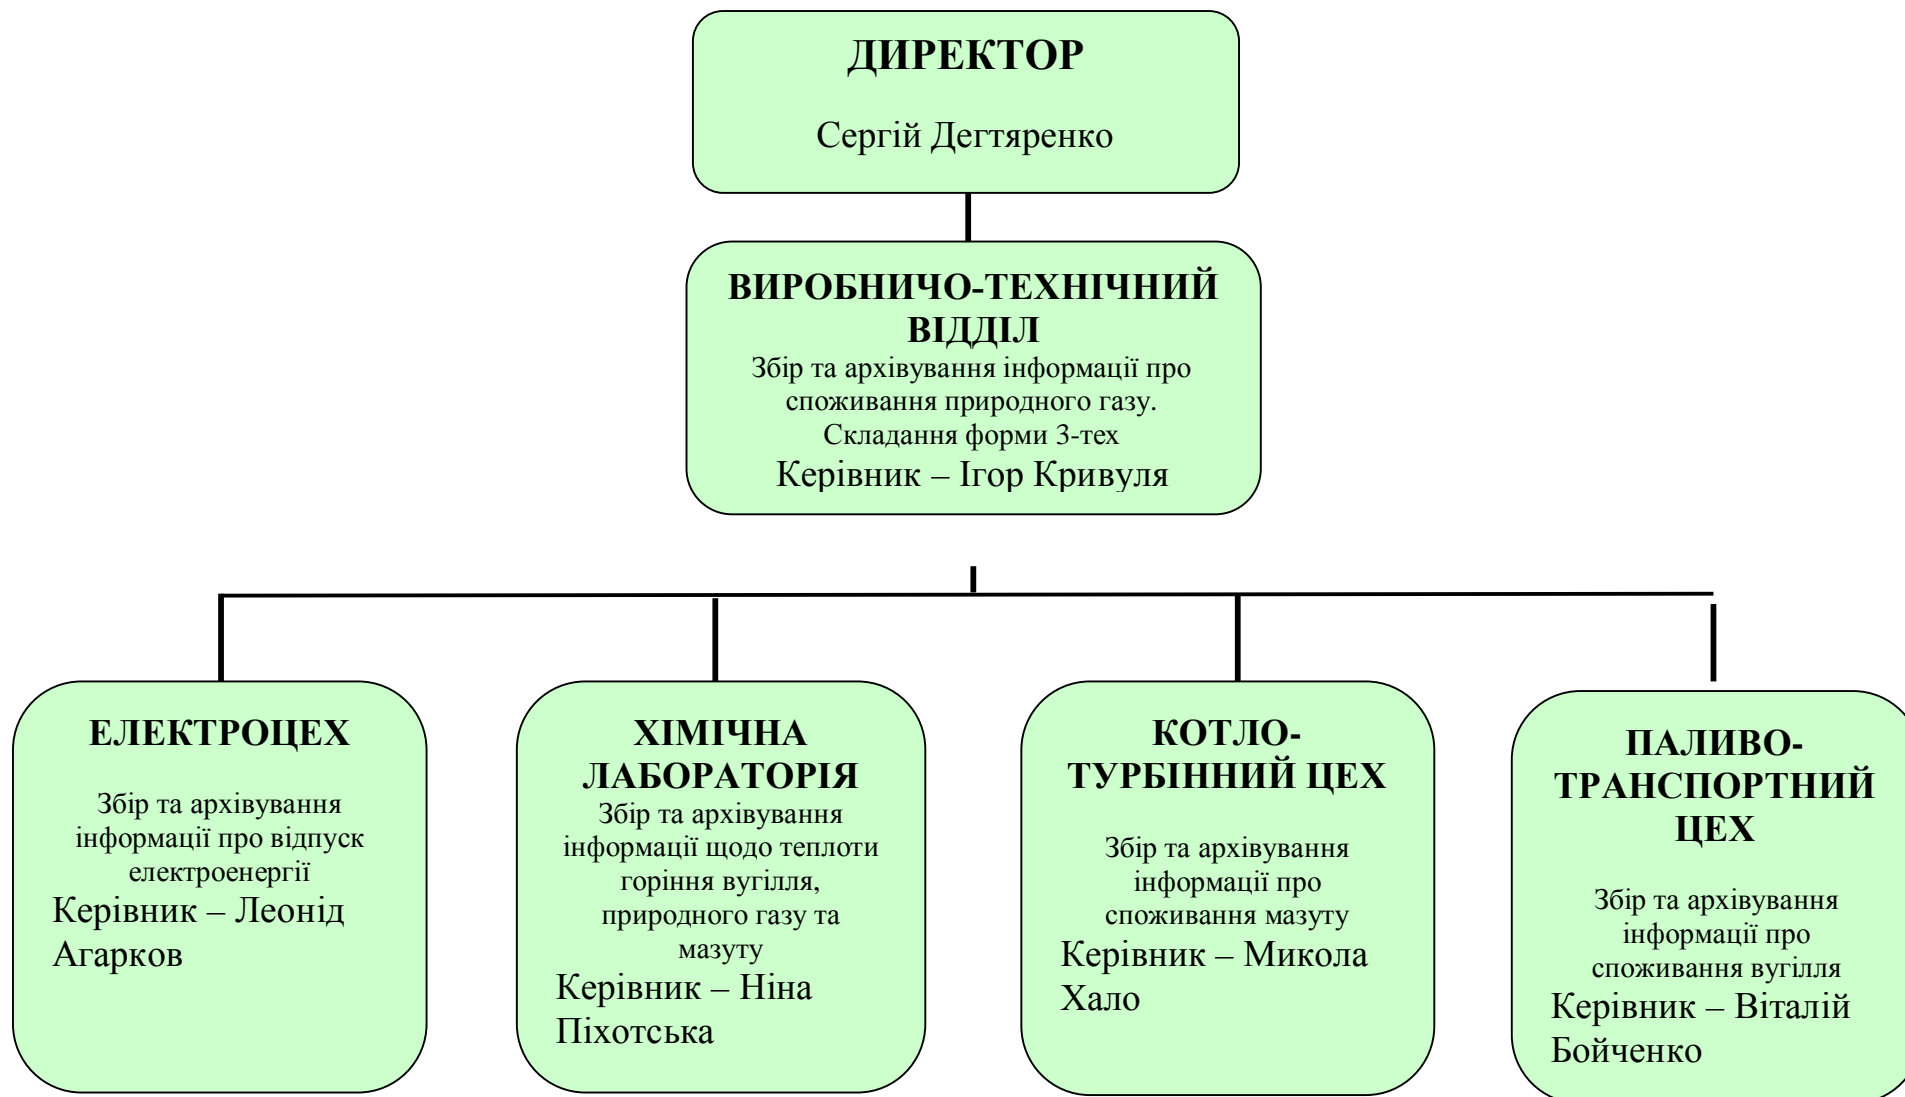 ДИРЕКТОР
Сергій Дегтяренко
ВИРОБНИЧО-ТЕХНІЧНИЙ
ВІДДІЛ
Збір та архівування інформації про
споживання природного газу.
Складання форми 3-тех
Керівник – Ігор Кривуля
ЕЛЕКТРОЦЕХ
Збір та архівування
інформації про відпуск
електроенергії
Керівник – Леонід
Агарков
ХІМІЧНА
ЛАБОРАТОРІЯ
Збір та архівування
інформації щодо теплоти
горіння вугілля,
природного газу та
мазуту
Керівник – Ніна
Піхотська
КОТЛО-
ТУРБІННИЙ ЦЕХ
Збір та архівування
інформації про
споживання мазуту
Керівник – Микола
Хало
ПАЛИВО-
ТРАНСПОРТНИЙ
ЦЕХ
Збір та архівування
інформації про
споживання вугілля
Керівник – Віталій
Бойченко